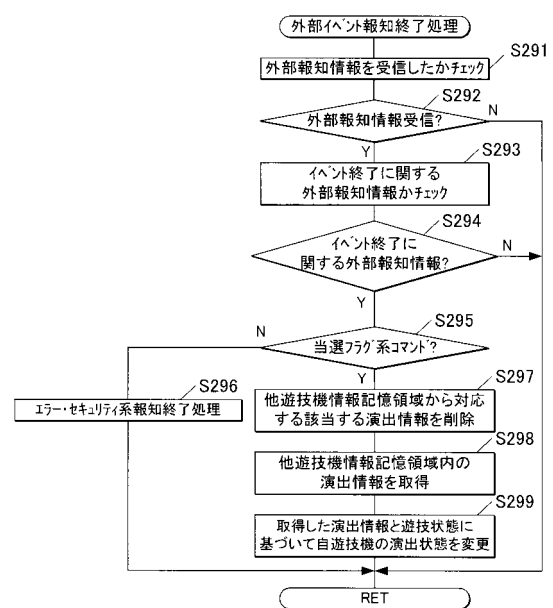 外部イベント報知終了処理
S291
外部報知情報を受信したかチェック
S292
外部報知情報受信?
N
Y
S293
イベント終了に関する
外部報知情報かチェック
S294
イベント終了に
関する外部報知情報?
N
Y
S295
N
当選フラグ系コマンド?
Y
S296
エラー・セキュリティ系報知終了処理
S297
他遊技機情報記憶領域から対応
する該当する演出情報を削除
S298
他遊技機情報記憶領域内の
演出情報を取得
S299
取得した演出情報と遊技状態に
基づいて自遊技機の演出状態を変更
RET